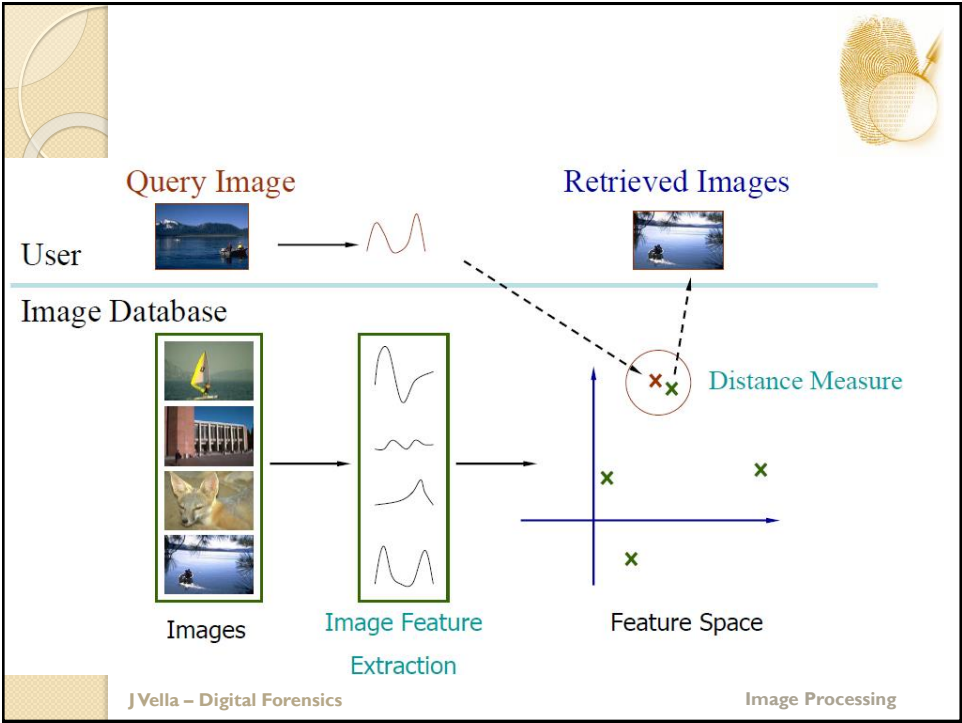 Query Image
Retrieved Images
User
Image Database
Distance Measure
Images
Image Feature
Extraction
Feature Space
J Vella – Digital Forensics
Image Processing